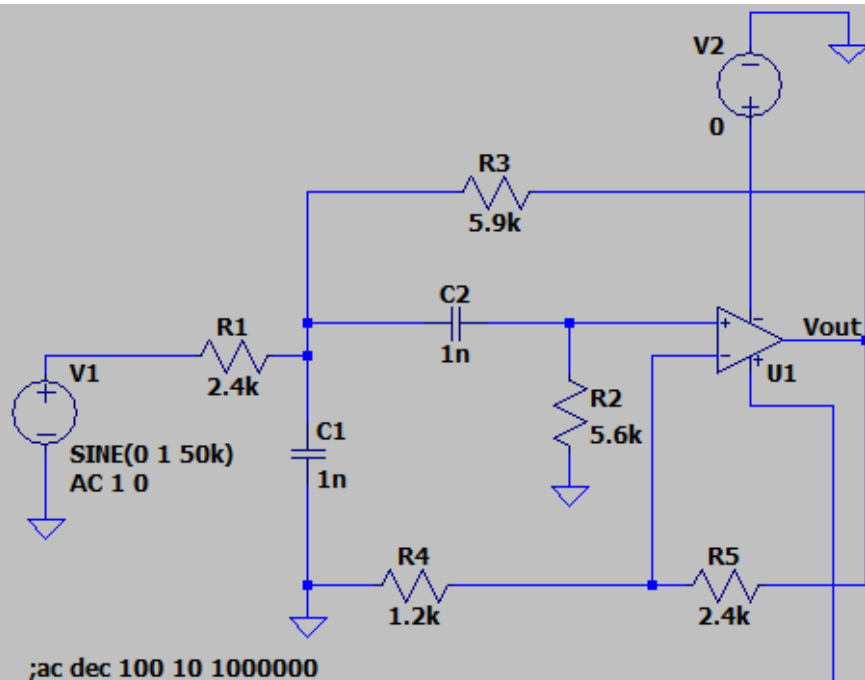 V2
0
R3
5.9k
C2
1n
Vout
U1
R1
2.4k
V1
SINE(0 1 50k)
AC 1 0
C1
1n
R2
5.6k
R4
1.2k
R5
2.4k
;ac dec 100 10 1000000